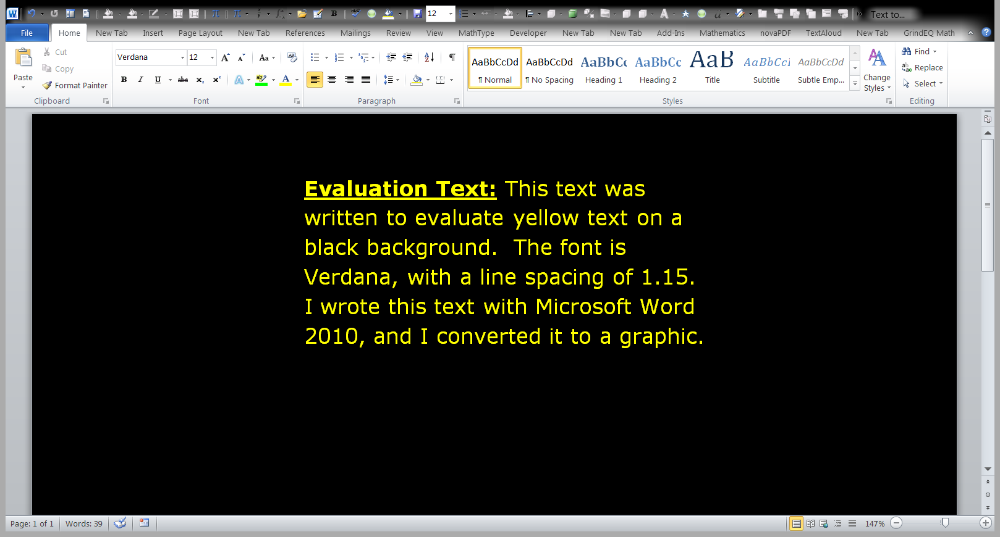 12 Text to...
File Home New Tab Insert Page Layout New Tab References Mailings Review View MathType Developer New Tab New Tab Add-Ins Mathematics novaPDF TextAloud New Tab GrindEQ Math
Paste
Cut
Copy
Format Painter
Clipboard
Verdana 12
Font
Paragraph
AaBbCcDd AaBbCcDd AaBbCc AaBbCc AaB AaBbCcI AaBbCcDd
¶ Normal ¶ No Spacing Heading 1 Heading 2 Title Subtitle Subtle Emp...
Change
Styles
Styles
Find
Replace
Select
Editing
Evaluation Text: This text was
written to evaluate yellow text on a
black background.  The font is
Verdana, with a line spacing of 1.15.
I wrote this text with Microsoft Word
2010, and I converted it to a graphic.
Page: 1 of 1 Words: 39 147%